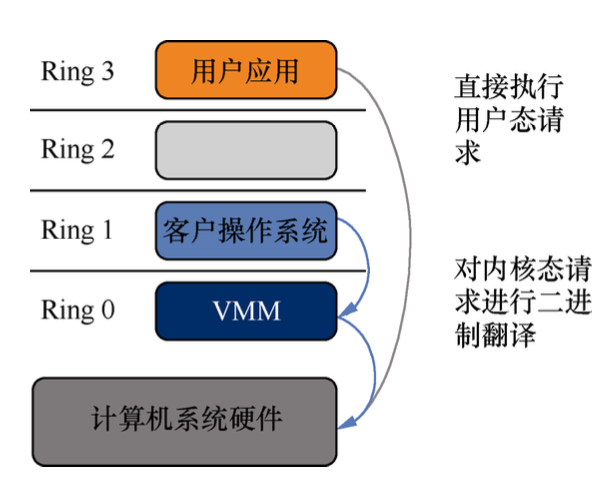 Ring 3
用户应用
直接执行
用户态请
求
Ring 2
Ring 1
客户操作系统
对内核态请
求进行二进
制翻译
Ring 0
VMM
计算机系统硬件